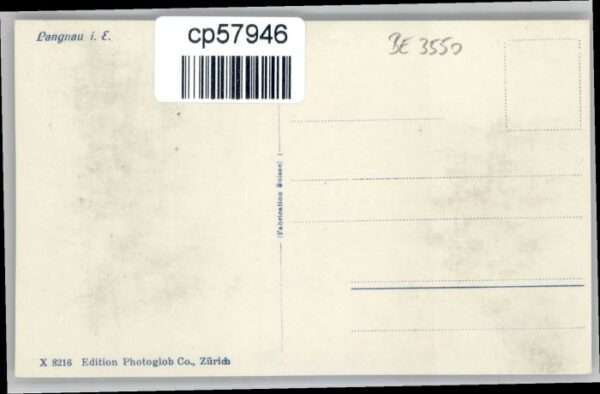 Langnau i. E.
cp57946
BE 3550
(Fabrication Suisse)
X 8216 Edition Photoglob Co., Zürich